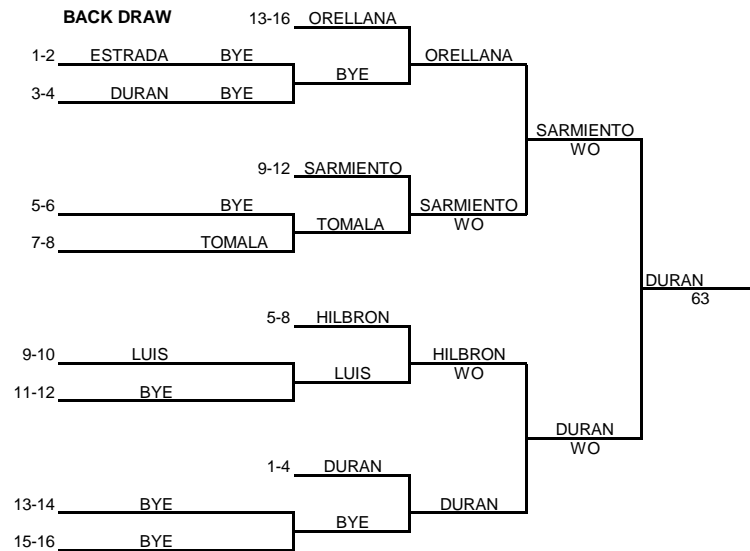 BACK DRAW
13-16 ORELLANA
1-2 ESTRADA BYE
ORELLANA
BYE
3-4 DURAN BYE
SARMIENTO
WO
9-12 SARMIENTO
5-6 BYE
SARMIENTO
WO
TOMALA
7-8 TOMALA
DURAN
63
5-8 HILBRON
9-10 LUIS
HILBRON
WO
LUIS
11-12 BYE
DURAN
WO
1-4 DURAN
13-14 BYE
DURAN
BYE
15-16 BYE